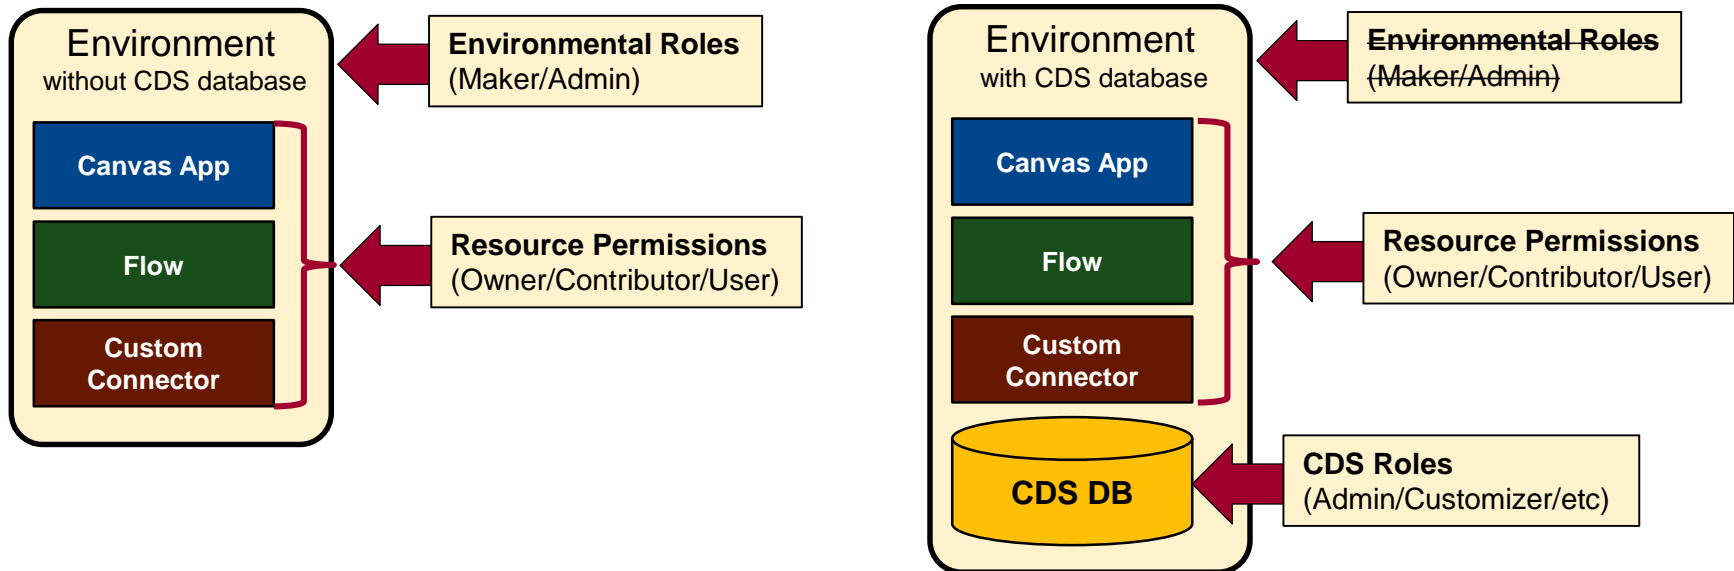 Environment
without CDS database
Canvas App
Flow
Custom
Connector
Environmental Roles
(Maker/Admin)
Resource Permissions
(Owner/Contributor/User)
Environment
with CDS database
Canvas App
Flow
Custom
Connector
CDS DB
Environmental Roles
(Maker/Admin)
Resource Permissions
(Owner/Contributor/User)
CDS Roles
(Admin/Customizer/etc)